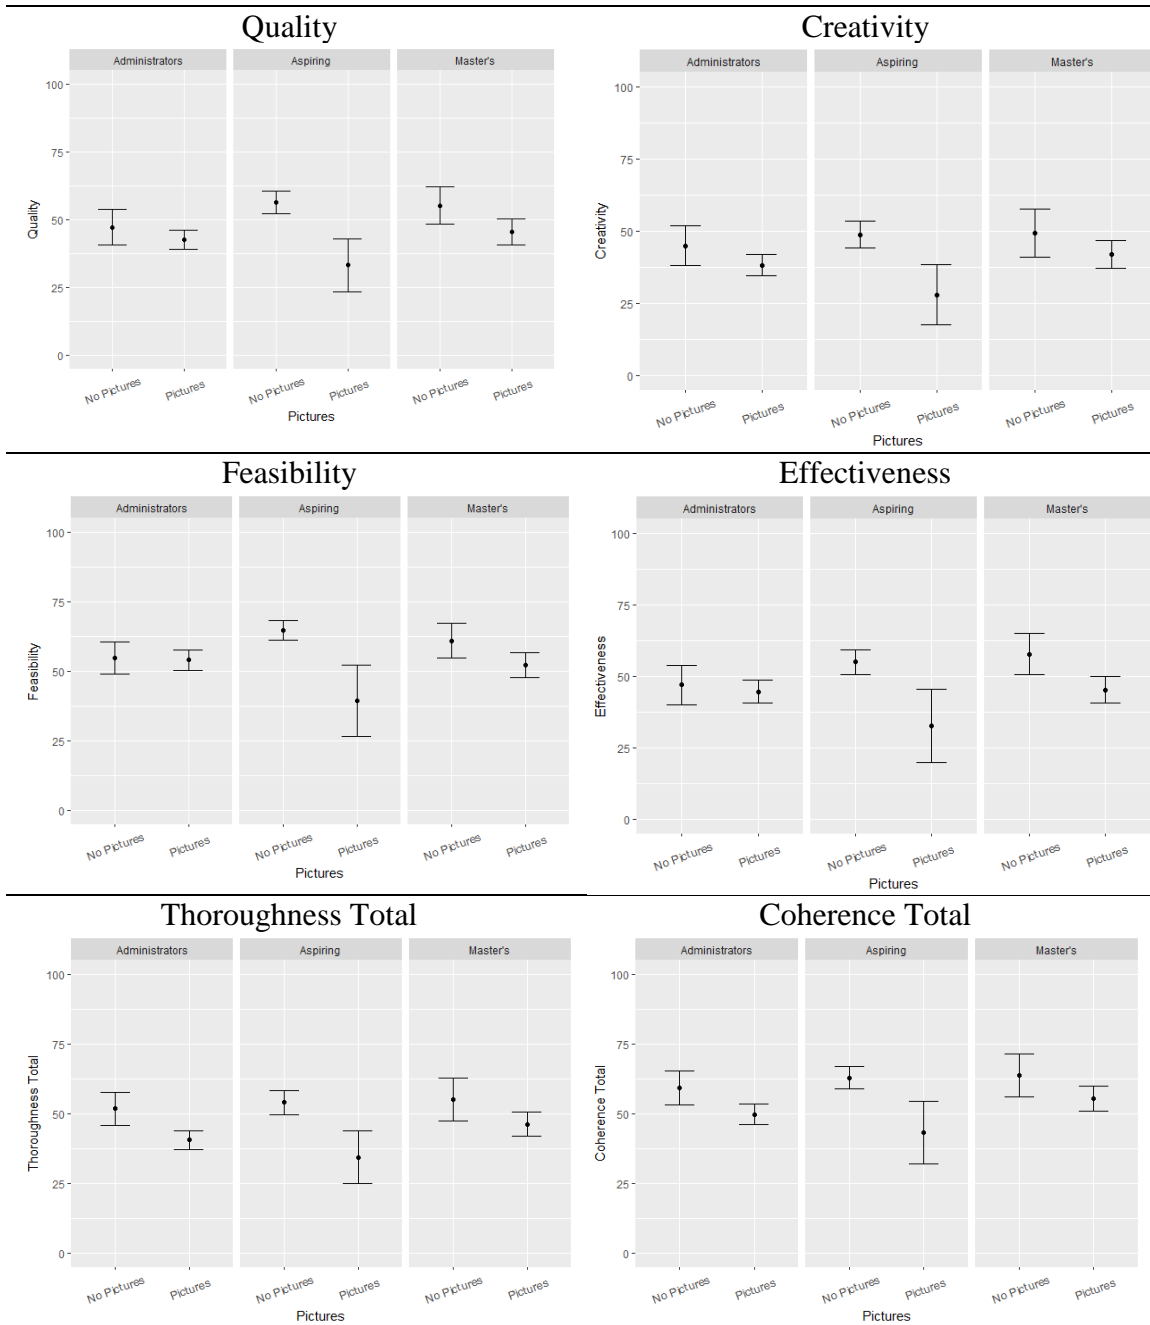 Quality
Administrators Aspiring Master's
Quality
100
75
50
25
0
No Pictures Pictures No Pictures Pictures No Pictures Pictures
Pictures
Creativity
Administrators Aspiring Master's
Creativity
100
75
50
25
0
No Pictures Pictures No Pictures Pictures No Pictures Pictures
Pictures
Feasibility
Administrators Aspiring Master's
Feasibility
100
75
50
25
0
No Pictures Pictures No Pictures Pictures No Pictures Pictures
Pictures
Effectiveness
Administrators Aspiring Master's
Effectiveness
100
75
50
25
0
No Pictures Pictures No Pictures Pictures No Pictures Pictures
Pictures
Thoroughness Total
Administrators Aspiring Master's
Thoroughness Total
100
75
50
25
0
No Pictures Pictures No Pictures Pictures No Pictures Pictures
Pictures
Coherence Total
Administrators Aspiring Master's
Coherence Total
100
75
50
25
0
No Pictures Pictures No Pictures Pictures No Pictures Pictures
Pictures